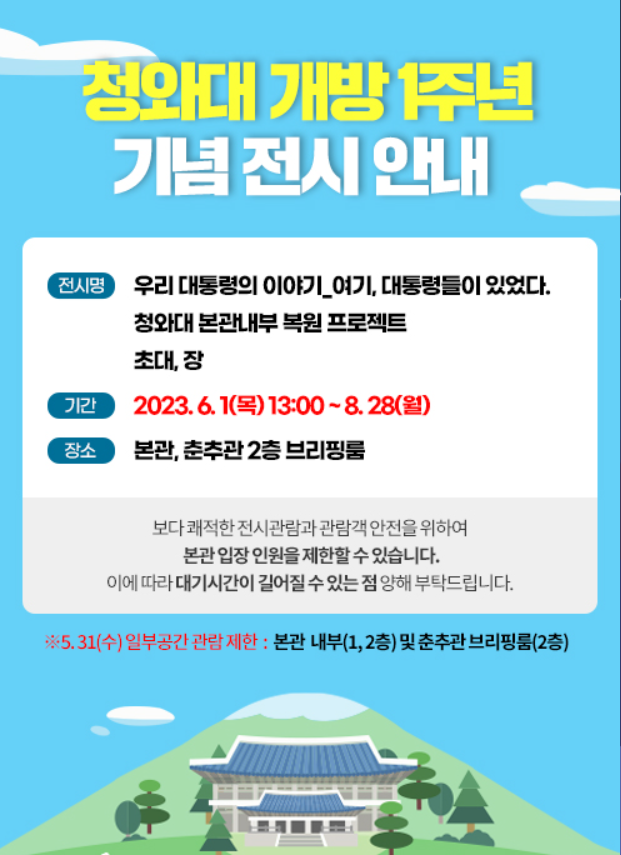 청와대 개방 1주년
기념 전시 안내
전시명 우리 대통령의 이야기_여기, 대통령들이 있었다.
청와대 본관내부 복원 프로젝트
초대, 장
기간 2023. 6. 1(목) 13:00 ~ 8. 28(월)
장소 본관, 춘추관 2층 브리핑룸
보다 쾌적한 전시관람과 관람객 안전을 위하여
본관 입장 인원을 제한할 수 있습니다.
이에 따라 대기시간이 길어질 수 있는 점 양해 부탁드립니다.
※5. 31(수) 일부공간 관람 제한 : 본관 내부(1, 2층) 및 춘추관 브리핑룸(2층)